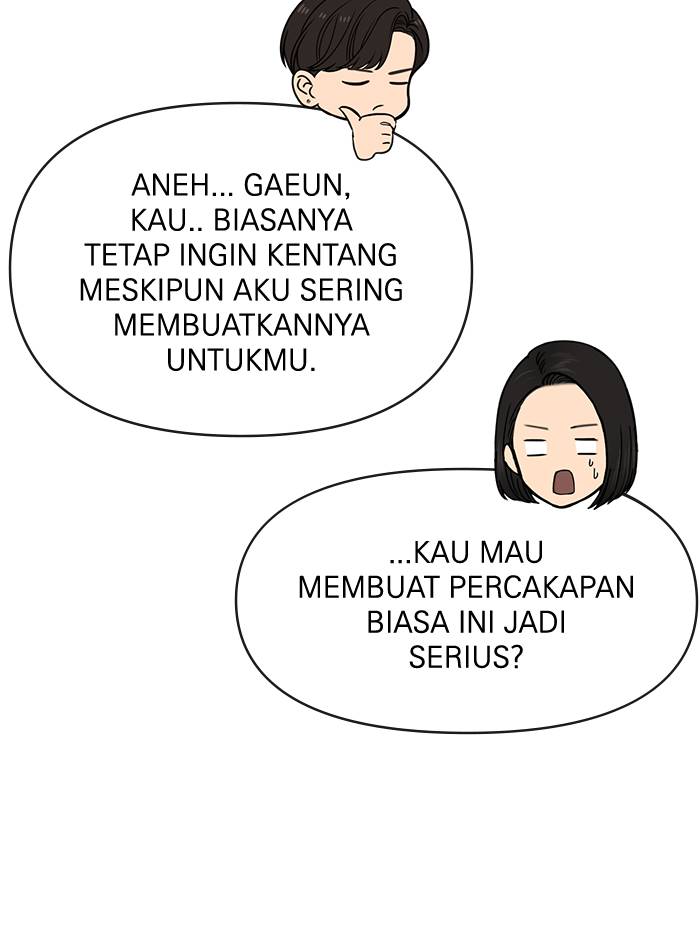 ANEH... GAEUN,
KAU.. BIASANYA
TETAP INGIN KENTANG
MESKIPUN AKU SERING
MEMBUATKANNYA
UNTUKMU.
...KAU MAU
MEMBUAT PERCAKAPAN
BIASA INI JADI
SERIUS?